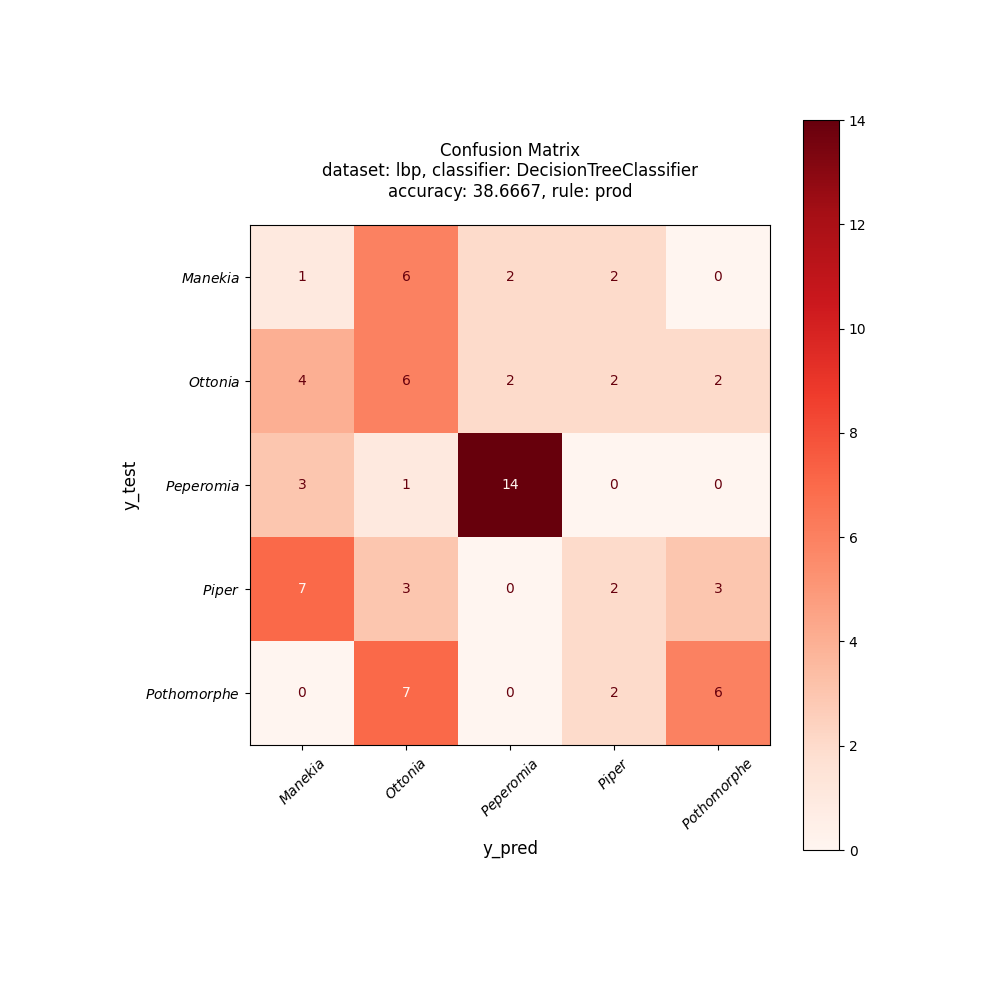 Confusion Matrix
dataset: lbp, classifier: DecisionTreeClassifier
accuracy: 38.6667, rule: prod
y_test
Manekia 1 6 2 2 0
Ottonia 4 6 2 2 2
Peperomia 3 1 14 0 0
Piper 7 3 0 2 3
Pothomorphe 0 7 0 2 6
Manekia Ottonia Peperomia Piper Pothomorphe
y_pred
14
12
10
8
6
4
2
0